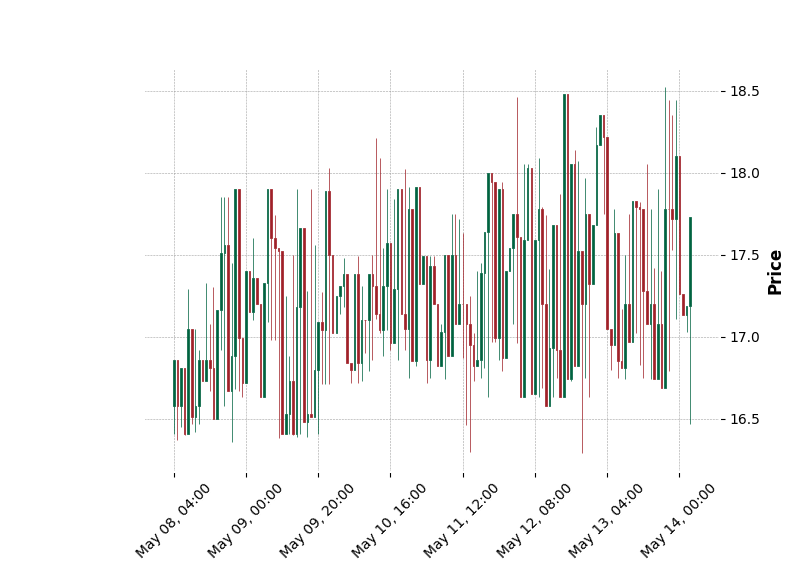 18.5
18.0
17.5
17.0
16.5
Price
May 08, 04:00
May 09, 00:00
May 09, 20:00
May 10, 16:00
May 11, 12:00
May 12, 08:00
May 13, 04:00
May 14, 00:00